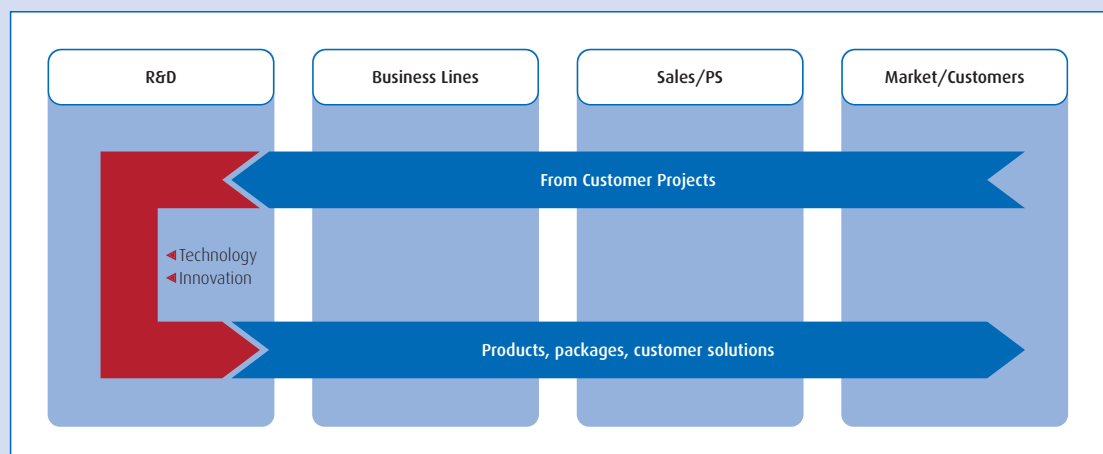 R&D
Business Lines
Sales/PS
Market/Customers
From Customer Projects
Technology
Innovation
Products, packages, customer solutions